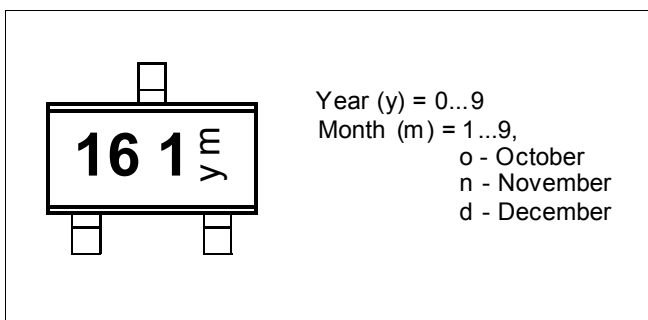 16 1 y m
Year (y) = 0...9
Month (m) = 1...9,
o - October
n - November
d - December